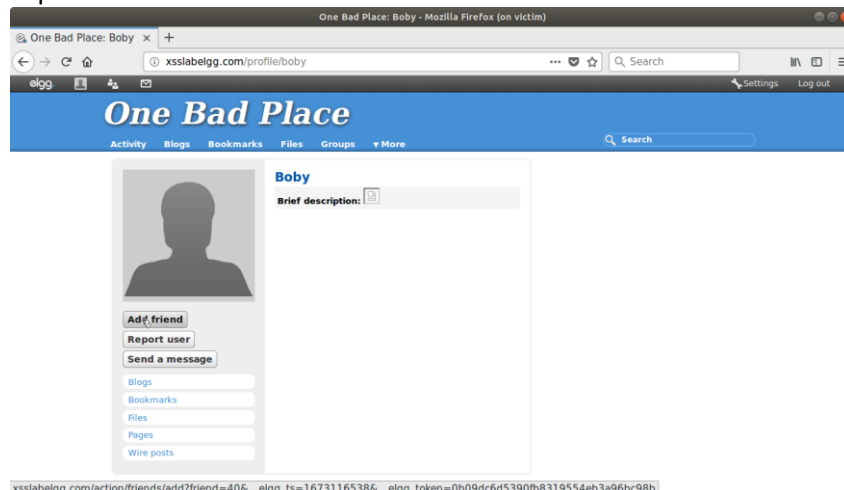 One Bad Place: Boby - Mozilla Firefox (on victim)
One Bad Place: Boby × +
xsslabelgg.com/profile/boby
Search
elgg
Settings Log out
One Bad Place
Activity Blogs Bookmarks Files Groups ▼More
Search
Boby
Brief description:
Add friend
Report user
Send a message
Blogs
Bookmarks
Files
Pages
Wire posts
xsslabelgg.com/action/friends/add?friend=40&__elgg_ts=1673116538&__elgg_token=0b09dc6d5390fb8319554eb3a96bc98b